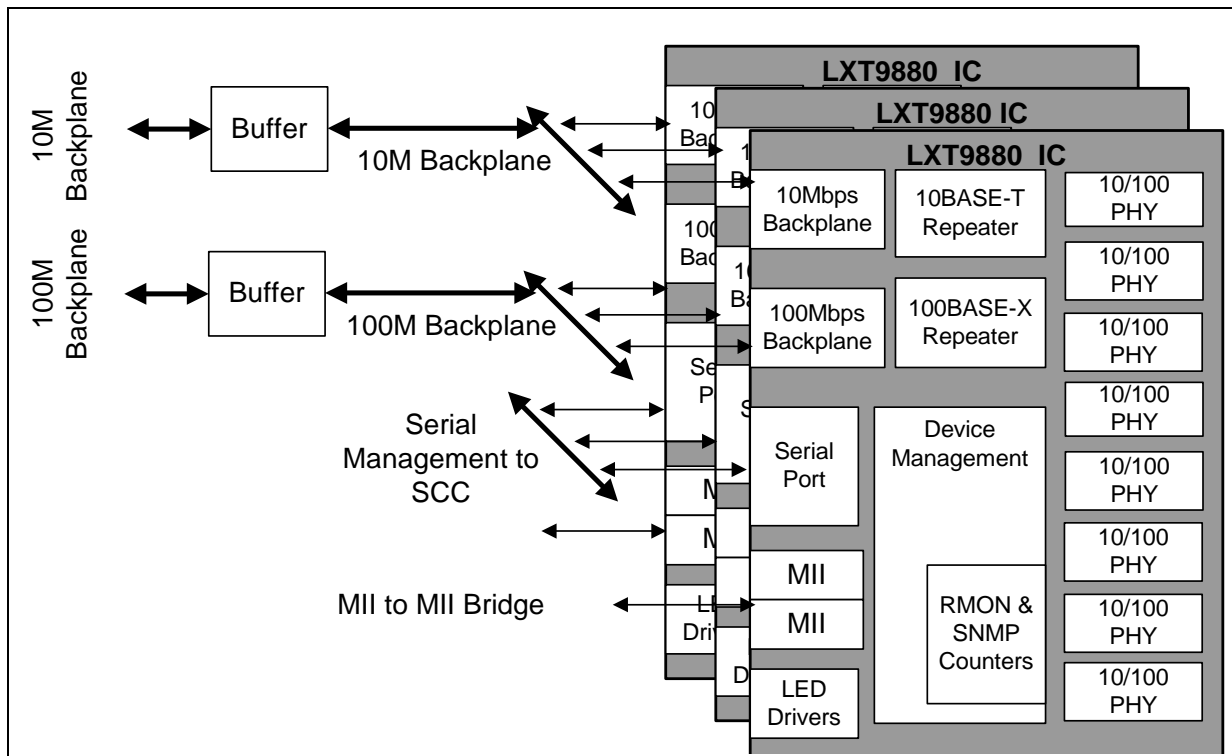 10M
Backplane
Buffer
10M Backplane
100M
Backplane
Buffer
100M Backplane
Serial
Management to
SCC
MII to MII Bridge
LXT9880 IC
LXT9880 IC
LXT9880 IC
10Mbps
Backplane
10BASE-T
Repeater
100Mbps
Backplane
100BASE-X
Repeater
Serial
Port
Device
Management
MII
MII
RMON &
SNMP
Counters
LED
Drivers
10/100
PHY
10/100
PHY
10/100
PHY
10/100
PHY
10/100
PHY
10/100
PHY
10/100
PHY
10/100
PHY